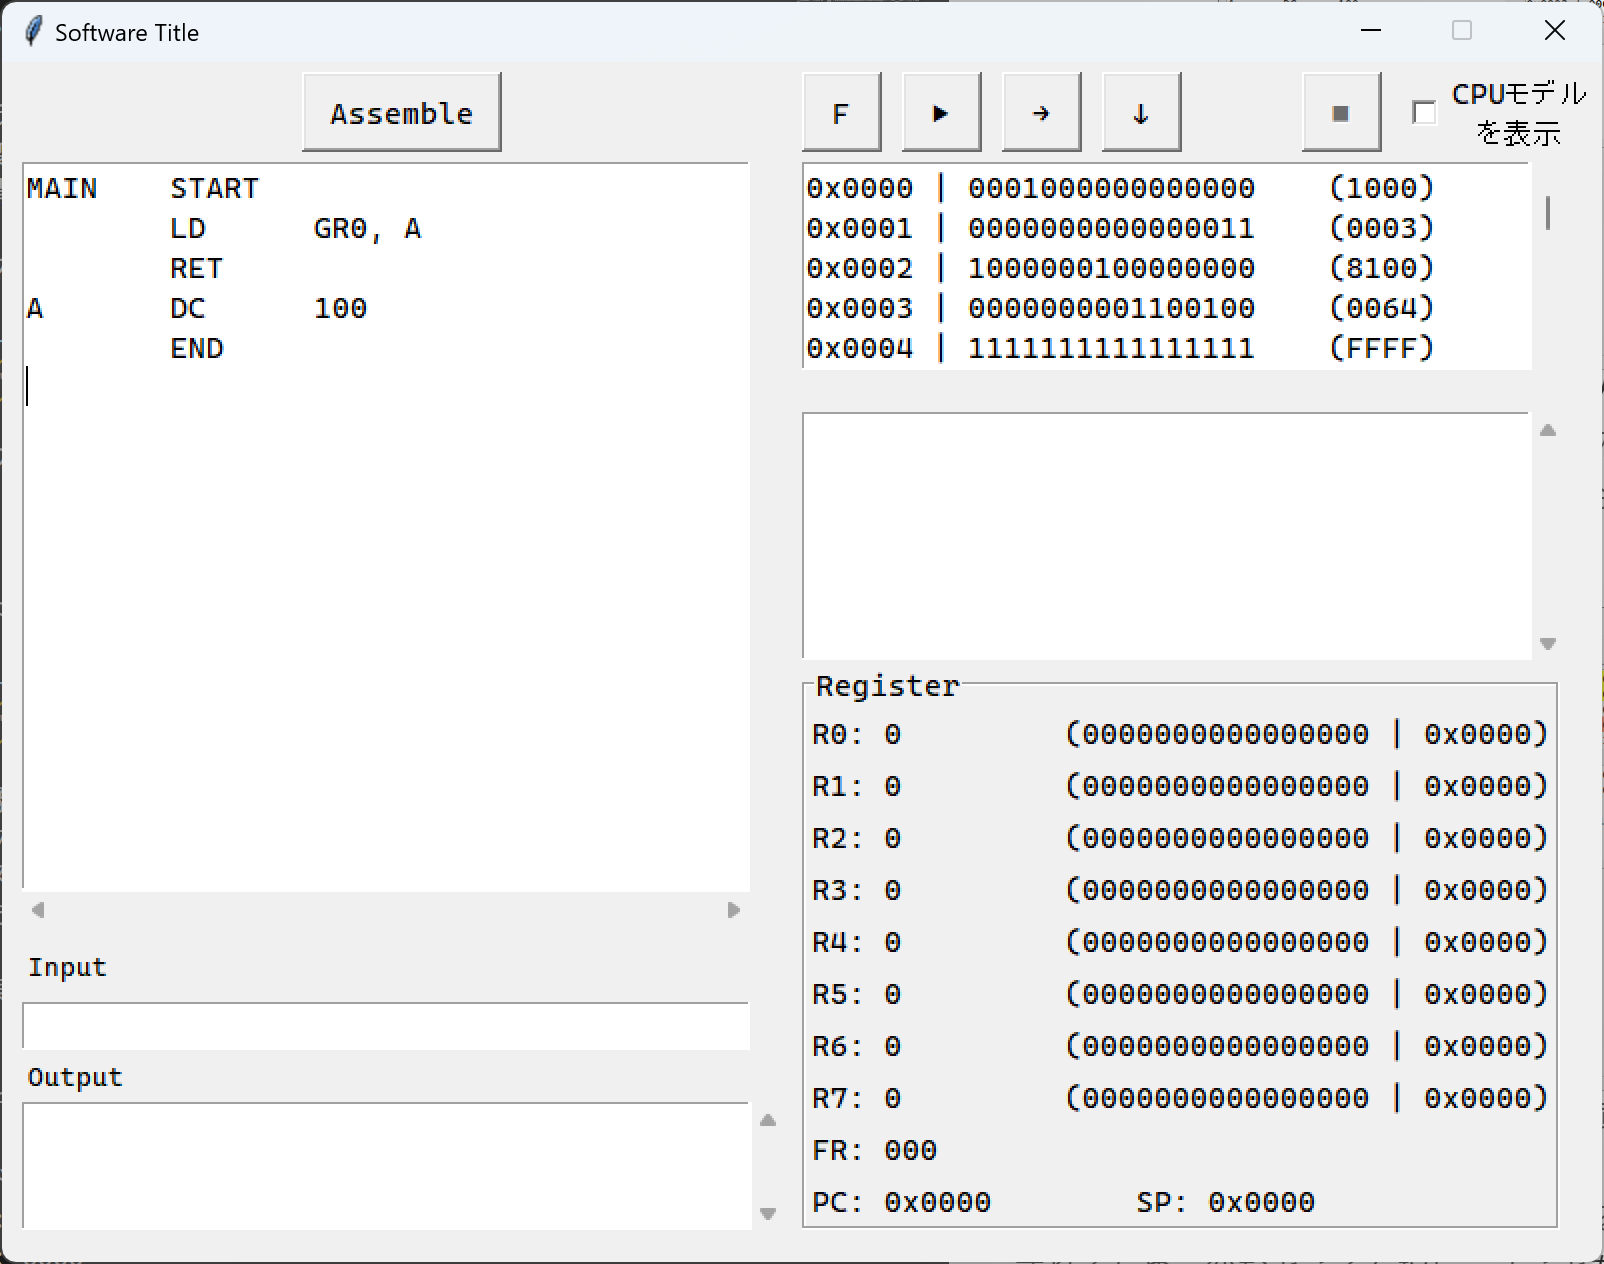 Software Title
Assemble
F
CPUモデル
を表示
MAIN START
LD GR0, A
RET
A DC 100
END
0x0000 | 0001000000000000 (1000)
0x0001 | 0000000000000011 (0003)
0x0002 | 1000000100000000 (8100)
0x0003 | 0000000001100100 (0064)
0x0004 | 1111111111111111 (FFFF)
Input
Output
Register
R0: 0 (0000000000000000 | 0x0000)
R1: 0 (0000000000000000 | 0x0000)
R2: 0 (0000000000000000 | 0x0000)
R3: 0 (0000000000000000 | 0x0000)
R4: 0 (0000000000000000 | 0x0000)
R5: 0 (0000000000000000 | 0x0000)
R6: 0 (0000000000000000 | 0x0000)
R7: 0 (0000000000000000 | 0x0000)
FR: 000
PC: 0x0000 SP: 0x0000